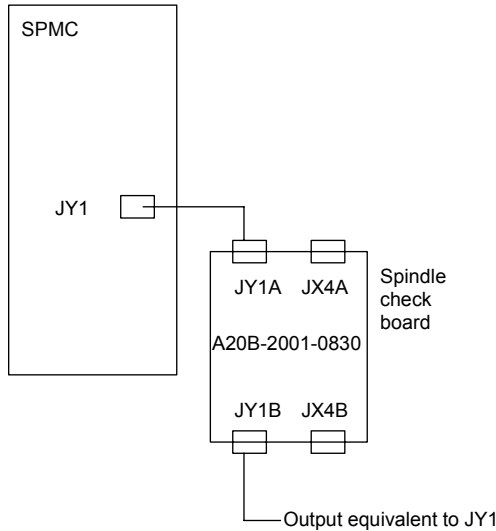 SPMC
JY1
JY1A JX4A
Spindle
check
board
A20B-2001-0830
JY1B JX4B
Output equivalent to JY1